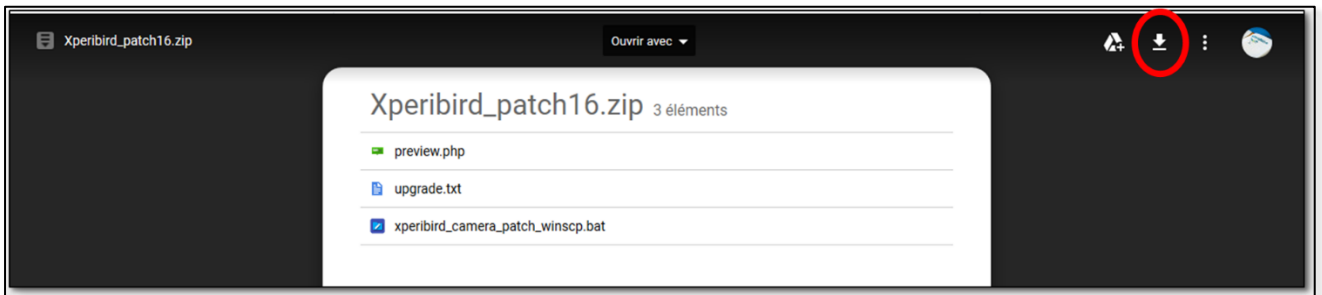 Xperibird_patch16.zip
Ouvrir avec
Xperibird_patch16.zip 3 éléments
preview.php
upgrade.txt
xperibird_camera_patch_winscp.bat